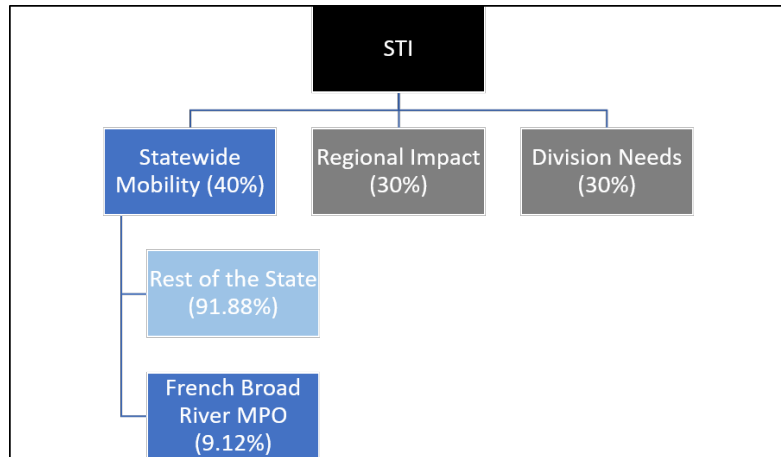 STI
Statewide
Mobility (40%)
Regional Impact
(30%)
Division Needs
(30%)
Rest of the State
(91.88%)
French Broad
River MPO
(9.12%)